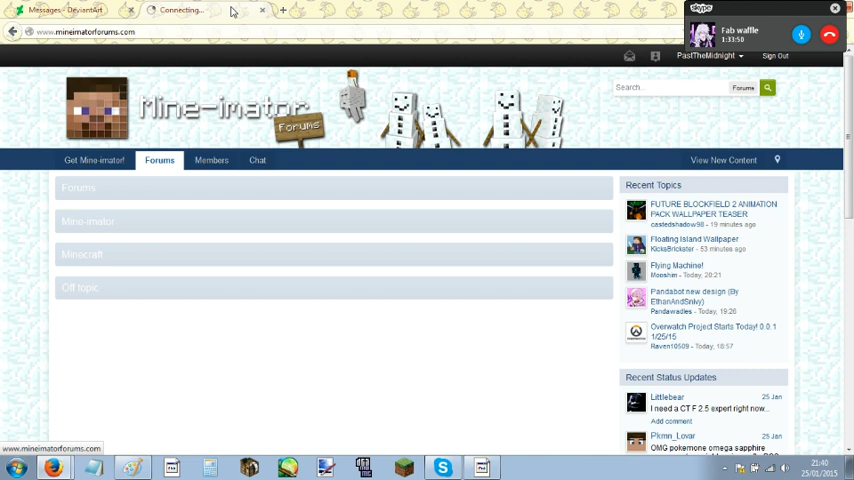 Messages - DeviantArt
Connecting...
www.mineimatorforums.com
skype
Fab waffle
1:33:50
PastTheMidnight
Sign Out
Mine-imator
Forums
Search...
Forums
Get Mine-imator!
Forums
Members
Chat
View New Content
Forums
Mine-imator
Minecraft
Off topic
Recent Topics
FUTURE BLOCKFIELD 2 ANIMATION
PACK WALLPAPER TEASER
castedshadow98 - 19 minutes ago
Floating Island Wallpaper
KicksBrickster - 53 minutes ago
Flying Machine!
Mooshim - Today, 20:21
Pandabot new design (By
EthanAndSnivy)
Pandawadles - Today, 19:26
Overwatch Project Starts Today! 0.0.1
1/25/15
Raven10509 - Today, 18:57
Recent Status Updates
Littlebear
25 Jan
I need a CT F 2.5 expert right now...
Add comment
Pkmn_Lovar
25 Jan
OMG pokemone omega sapphire
www.mineimatorforums.com
21:40
25/01/2015